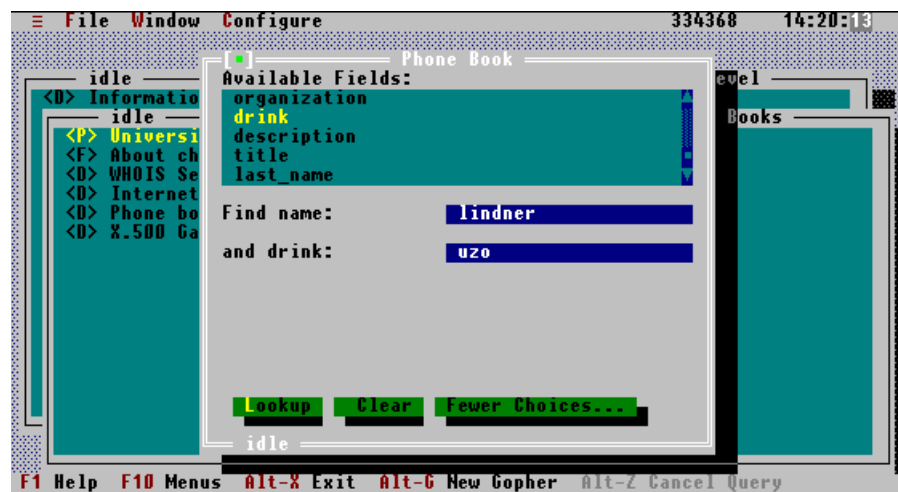 ≡ File Window Configure 334368 14:20:13
[▪] Phone Book
idle Available Fields: evel
<D> Informatio organization
idle drink Books
<P> Universi description
<F> About ch title
<D> WHOIS Se last_name
<D> Internet
<D> Phone bo Find name: lindner
<D> X.500 Ga
and drink: uzo
Lookup Clear Fewer Choices...
idle
F1 Help F10 Menus Alt-X Exit Alt-G New Gopher Alt-Z Cancel Query